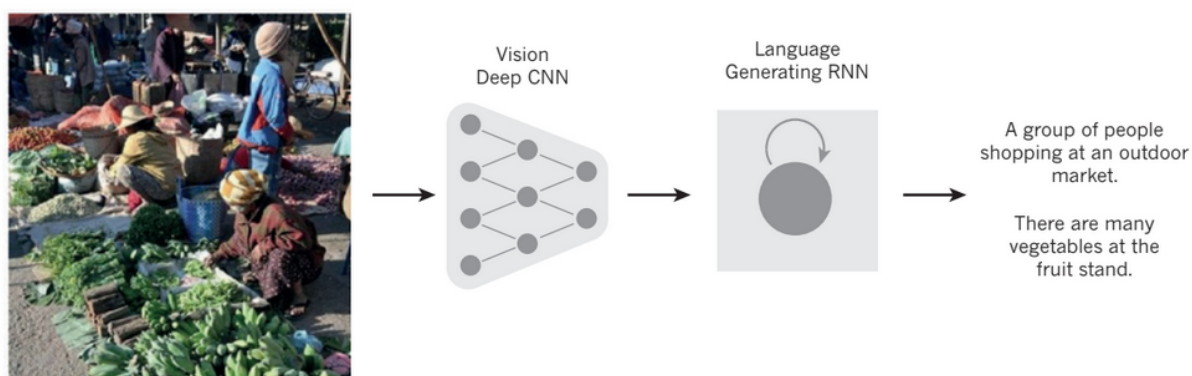 Vision
Deep CNN
Language
Generating RNN
A group of people
shopping at an outdoor
market.
There are many
vegetables at the
fruit stand.